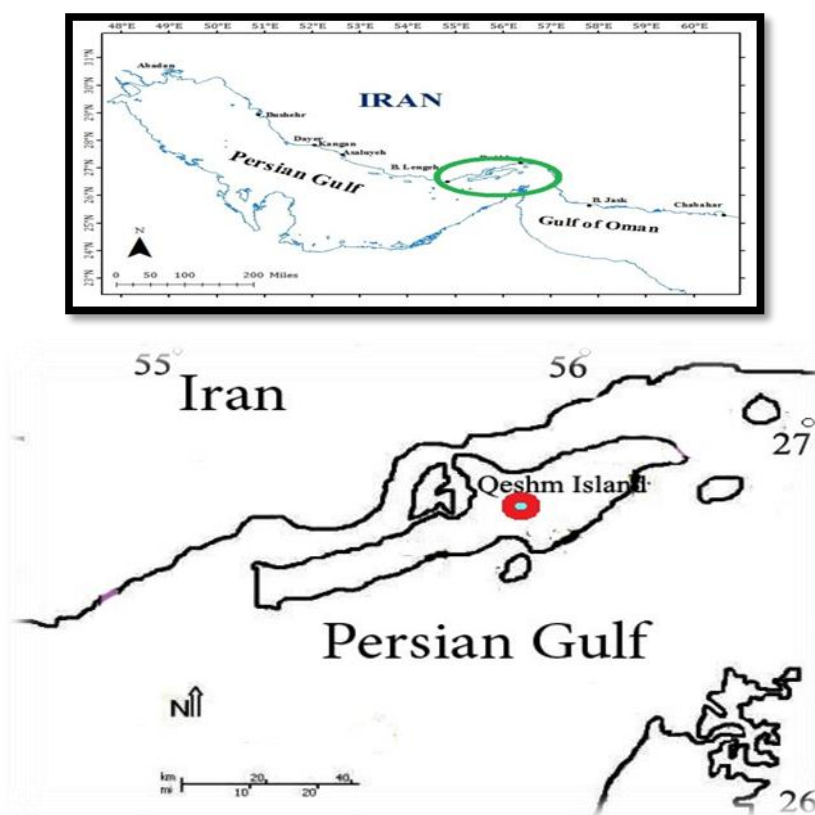 48°E 49°E 50°E 51°E 52°E 53°E 54°E 55°E 56°E 57°E 58°E 59°E 60°E
31°N
Abadan
30°N
IRAN
29°N
Bushehr
28°N
Dayer
Kangan
Asaluyeh
27°N
Persian Gulf
B. Lengeh
26°N
B. Jask
Chabahar
25°N
Gulf of Oman
24°N
N
23°N
0 50 100 200 Miles
55°
56°
Iran
27°
Qeshm Island
Persian Gulf
N
km
20 40
mi
10 20
26